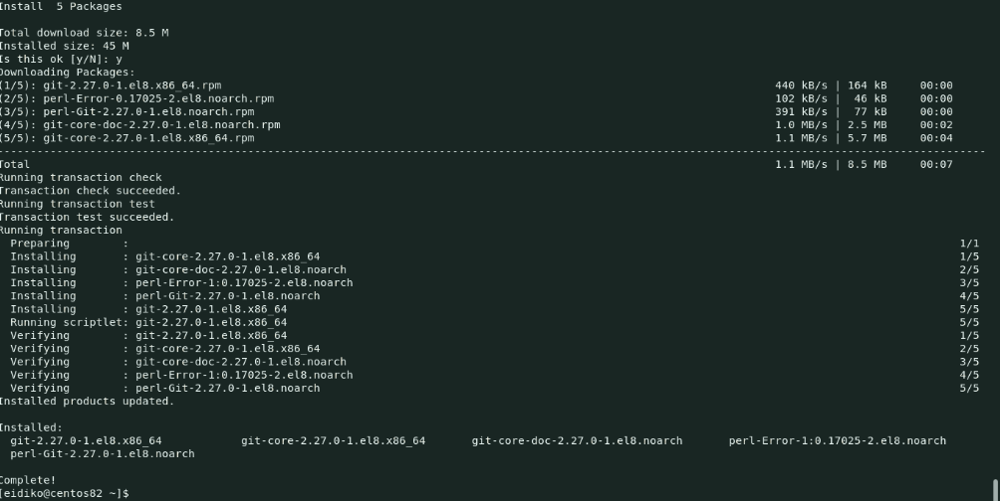 Install  5 Packages
Total download size: 8.5 M
Installed size: 45 M
Is this ok [y/N]: y
Downloading Packages:
(1/5): git-2.27.0-1.el8.x86_64.rpm 440 kB/s | 164 kB 00:00
(2/5): perl-Error-0.17025-2.el8.noarch.rpm 102 kB/s |  46 kB 00:00
(3/5): perl-Git-2.27.0-1.el8.noarch.rpm 391 kB/s |  77 kB 00:00
(4/5): git-core-doc-2.27.0-1.el8.noarch.rpm 1.0 MB/s | 2.5 MB 00:02
(5/5): git-core-2.27.0-1.el8.x86_64.rpm 1.1 MB/s | 5.7 MB 00:04
--------------------------------------------------------------------------------
Total 1.1 MB/s | 8.5 MB 00:07
Running transaction check
Transaction check succeeded.
Running transaction test
Transaction test succeeded.
Running transaction
  Preparing        : 1/1
  Installing       : git-core-2.27.0-1.el8.x86_64 1/5
  Installing       : git-core-doc-2.27.0-1.el8.noarch 2/5
  Installing       : perl-Error-1:0.17025-2.el8.noarch 3/5
  Installing       : perl-Git-2.27.0-1.el8.noarch 4/5
  Installing       : git-2.27.0-1.el8.x86_64 5/5
  Running scriptlet: git-2.27.0-1.el8.x86_64 5/5
  Verifying        : git-2.27.0-1.el8.x86_64 1/5
  Verifying        : git-core-2.27.0-1.el8.x86_64 2/5
  Verifying        : git-core-doc-2.27.0-1.el8.noarch 3/5
  Verifying        : perl-Error-1:0.17025-2.el8.noarch 4/5
  Verifying        : perl-Git-2.27.0-1.el8.noarch 5/5
Installed products updated.
Installed:
  git-2.27.0-1.el8.x86_64 git-core-2.27.0-1.el8.x86_64 git-core-doc-2.27.0-1.el8.noarch perl-Error-1:0.17025-2.el8.noarch
  perl-Git-2.27.0-1.el8.noarch
Complete!
[eidiko@centos82 ~]$